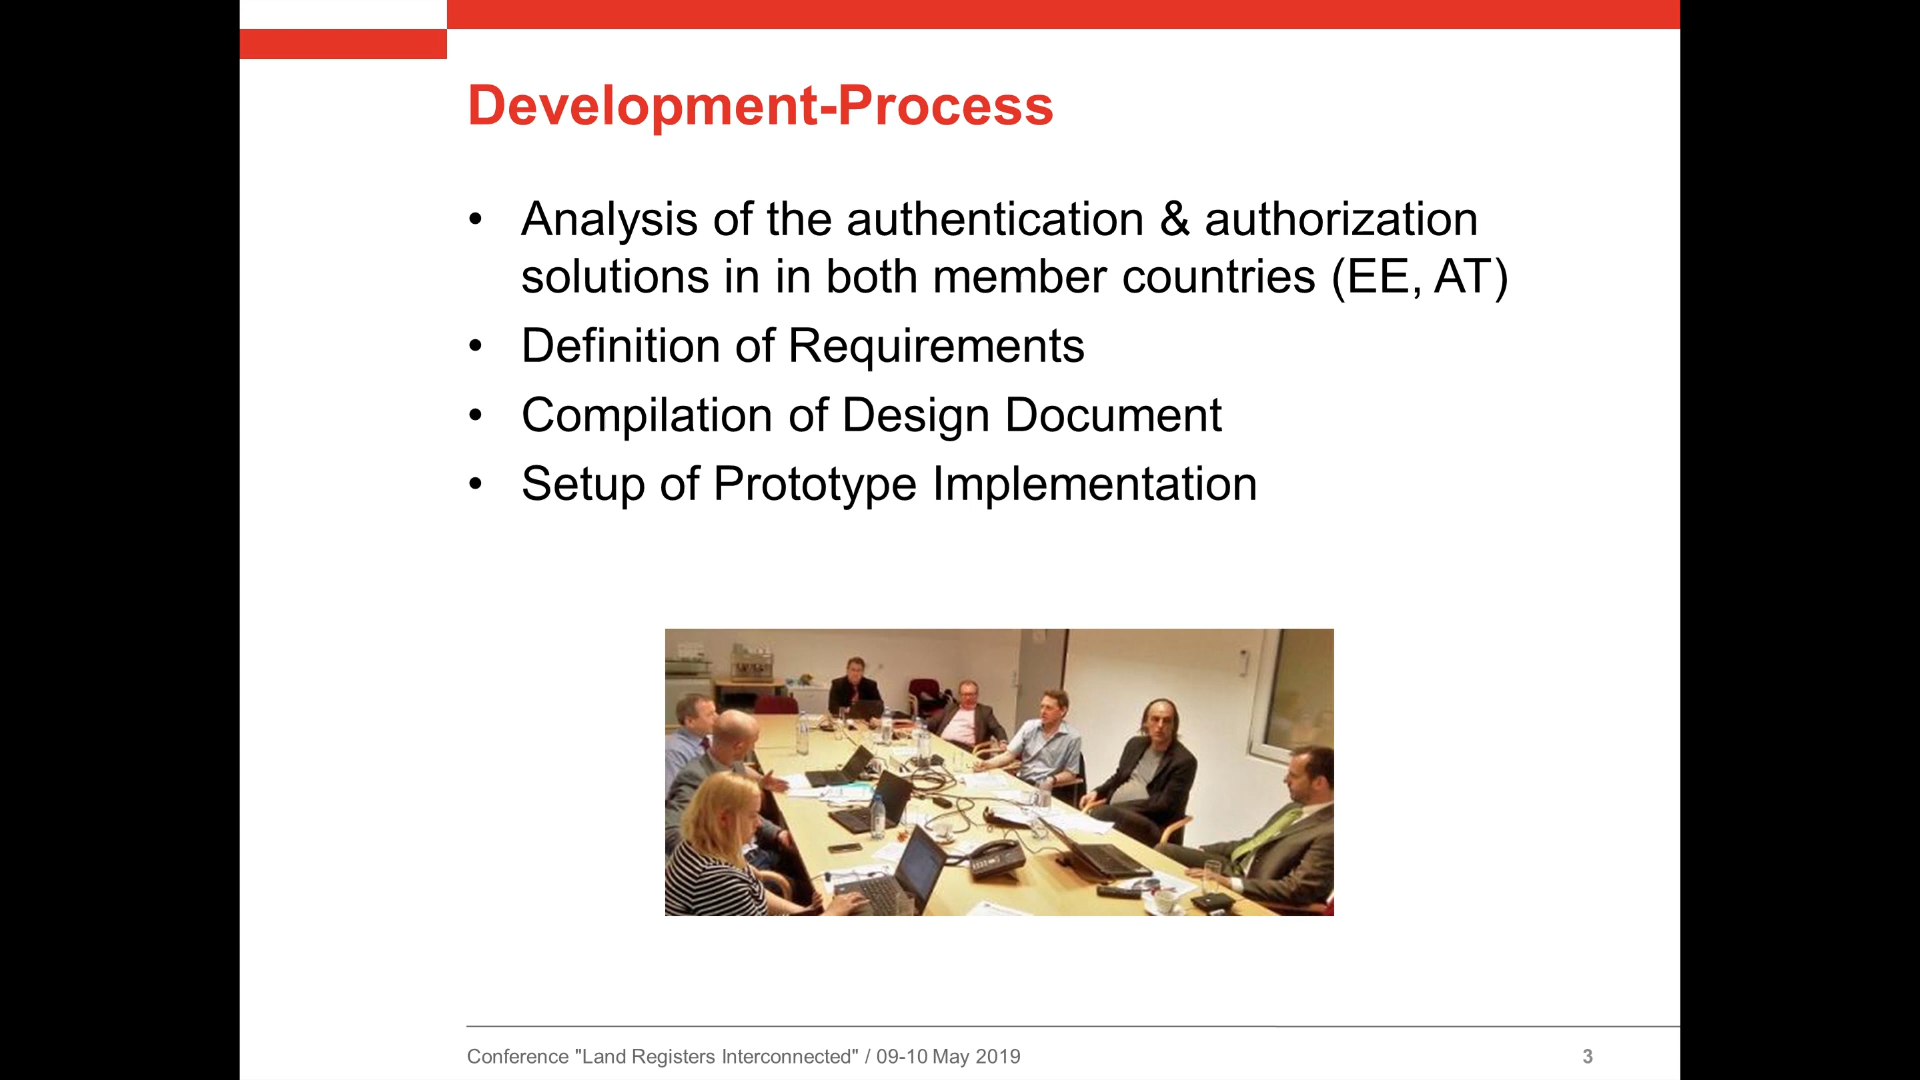 Development-Process
• Analysis of the authentication & authorization
solutions in in both member countries (EE, AT)
• Definition of Requirements
• Compilation of Design Document
• Setup of Prototype Implementation
Conference "Land Registers Interconnected" / 09-10 May 2019
3